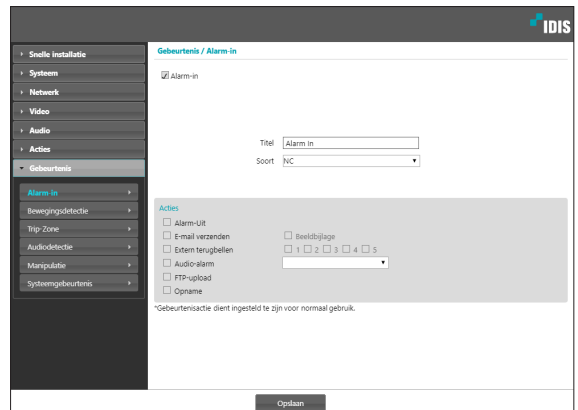 IDIS
Snelle installatie
Systeem
Netwerk
Video
Audio
Acties
Gebeurtenis
Alarm-in
Bewegingsdetectie
Trip-Zone
Audiodetectie
Manipulatie
Systeemgebeurtenis
Gebeurtenis / Alarm-in
Alarm-in
Titel Alarm In
Soort NC
Acties
Alarm-Uit
E-mail verzenden Beeldbijlage
Extern terugbellen 1 2 3 4 5
Audio-alarm
FTP-upload
Opname
*Gebeurtenisactie dient ingesteld te zijn voor normaal gebruik.
Opslaan